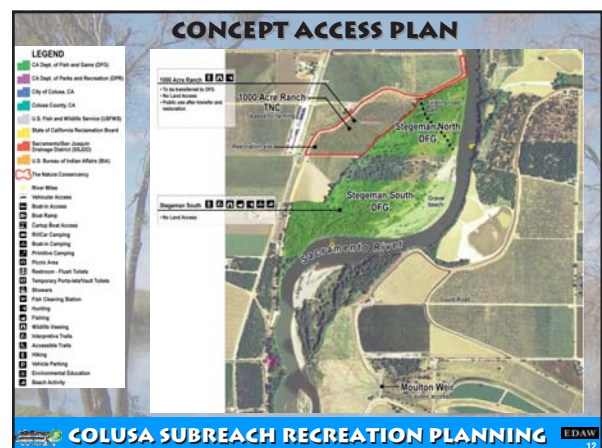 CONCEPT ACCESS PLAN
LEGEND
CA Dept. of Fish and Game (DFG)
CA Dept. of Parks and Recreation (DPR)
City of Colusa, CA
Colusa County, CA
U.S. Fish and Wildlife Service (USFWS)
State of California Reclamation Board
Sacramento/San Joaquin
Drainage District (SSJDD)
U.S. Bureau of Indian Affairs (BIA)
The Nature Conservancy
River Miles
Vehicular Access
Boat-in Access
Boat Ramp
Cartop Boat Access
RV/Car Camping
Boat-in Camping
Primitive Camping
Picnic Area
Restroom - Flush Toilets
Temporary Porta-lets/Vault Toilets
Showers
Fish Cleaning Station
Hunting
Fishing
Wildlife Viewing
Interpretive Trails
Accessible Trails
Hiking
Vehicle Parking
Environmental Education
Beach Activity
1000 Acre Ranch
• To be transferred to DFG
• No Land Access
• Public use after transfer and
restoration
1000 Acre Ranch
TNC
Restoration site
Stegeman North
DFG
Stegeman South
• No Land Access
Stegeman South
DFG
Gravel
beach
Sacramento River
Moulton Weir
COLUSA SUBREACH RECREATION PLANNING
EDAW
12